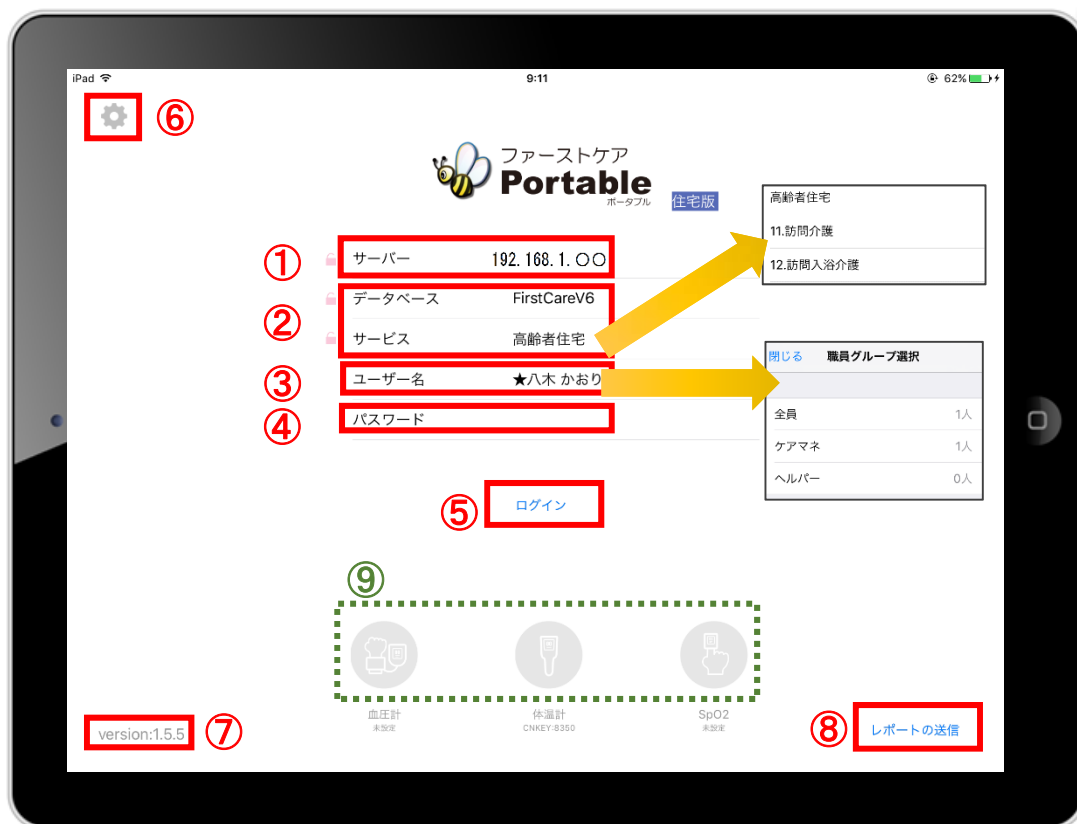 iPad 9:11 62%
⑥
ファーストケア
Portable
ポータブル 住宅版
① サーバー 192.168.1.〇〇
② データベース FirstCareV6
サービス 高齢者住宅
③ ユーザー名 ★八木 かおり
④ パスワード
高齢者住宅
11.訪問介護
12.訪問入浴介護
閉じる 職員グループ選択
全員 1人
ケアマネ 1人
ヘルパー 0人
⑤ ログイン
⑨
血圧計 体温計 SpO2
未設定 CNKEY-8350 未設定
version:1.5.5 ⑦
⑧ レポートの送信